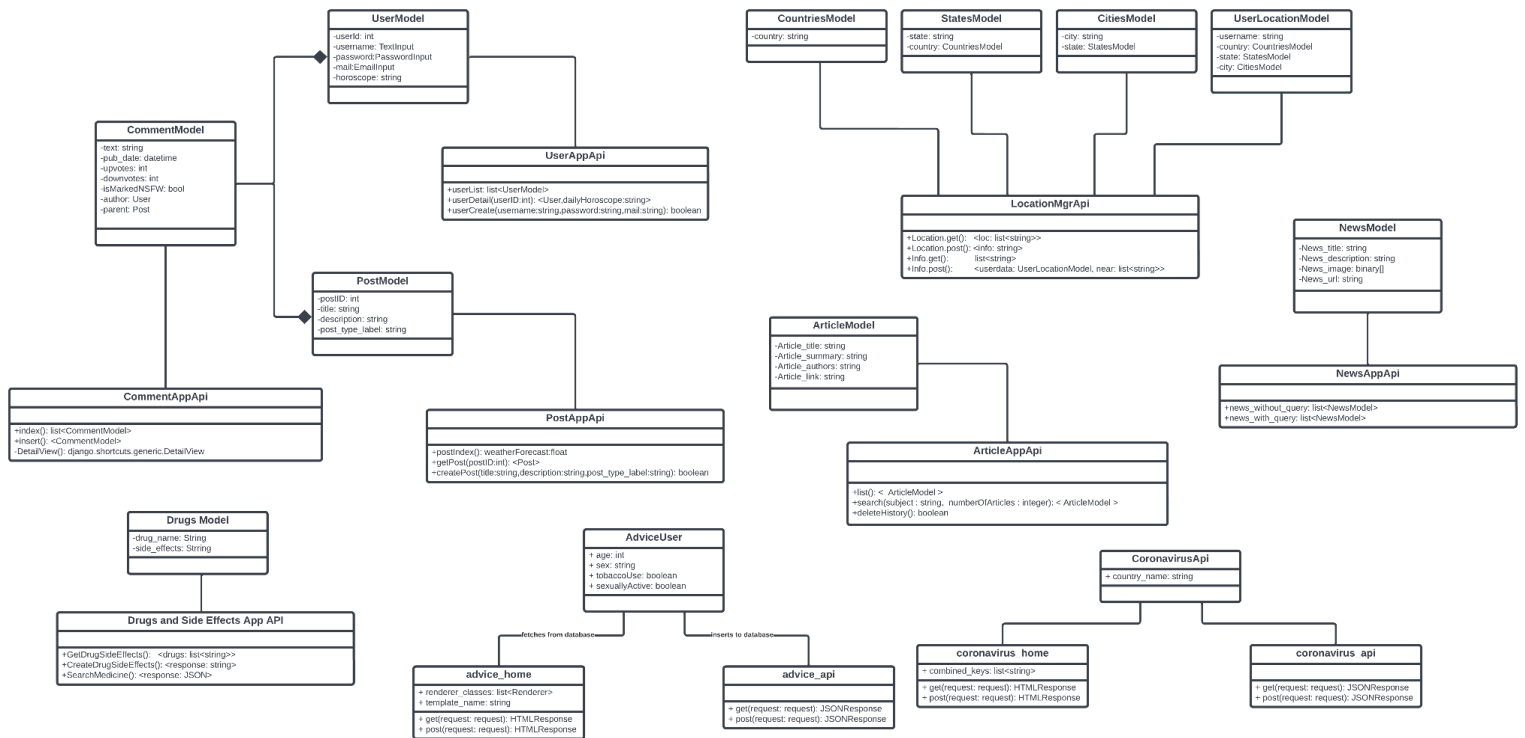 UserModel
-userId: int
-username: TextInput
-password:PasswordInput
-mail:EmailInput
-horoscope: string
CountriesModel
-country: string
StatesModel
-state: string
-country: CountriesModel
CitiesModel
-city: string
-state: StatesModel
UserLocationModel
-username: string
-country: CountriesModel
-state: StatesModel
-city: CitiesModel
CommentModel
-text: string
-pub_date: datetime
-upvotes: int
-downvotes: int
-isMarkedNSFW: bool
-author: User
-parent: Post
UserAppApi
+userList: list<UserModel>
+userDetail(userID:int): <User,dailyHoroscope:string>
+userCreate(username:string,password:string,mail:string): boolean
LocationMgrApi
+Location.get(): <loc: list<string>>
+Location.post(): <info: string>
+Info.get(): list<string>
+Info.post(): <userdata: UserLocationModel, near: list<string>>
NewsModel
-News_title: string
-News_description: string
-News_image: binary[]
-News_url: string
PostModel
-postID: int
-title: string
-description: string
-post_type_label: string
ArticleModel
-Article_title: string
-Article_summary: string
-Article_authors: string
-Article_link: string
NewsAppApi
+news_without_query: list<NewsModel>
+news_with_query: list<NewsModel>
CommentAppApi
+index(): list<CommentModel>
+insert(): <CommentModel>
-DetailView(): django.shortcuts.generic.DetailView
PostAppApi
+postIndex(): weatherForecast:float
+getPost(postID:int): <Post>
+createPost(title:string,description:string,post_type_label:string): boolean
ArticleAppApi
+list(): < ArticleModel >
+search(subject : string, numberOfArticles : integer): < ArticleModel >
+deleteHistory(): boolean
Drugs Model
-drug_name: String
-side_effects: Strring
AdviceUser
+ age: int
+ sex: string
+ tobaccoUse: boolean
+ sexuallyActive: boolean
CoronavirusApi
+ country_name: string
Drugs and Side Effects App API
+GetDrugSideEffects(): <drugs: list<string>>
+CreateDrugSideEffects(): <response: string>
+SearchMedicine(): <response: JSON>
fetches from database
inserts to database
advice_home
+ renderer_classes: list<Renderer>
+ template_name: string
+ get(request: request): HTMLResponse
+ post(request: request): HTMLResponse
advice_api
+ get(request: request): JSONResponse
+ post(request: request): JSONResponse
coronavirus_home
+ combined_keys: list<string>
+ get(request: request): HTMLResponse
+ post(request: request): HTMLResponse
coronavirus_api
+ get(request: request): JSONResponse
+ post(request: request): JSONResponse